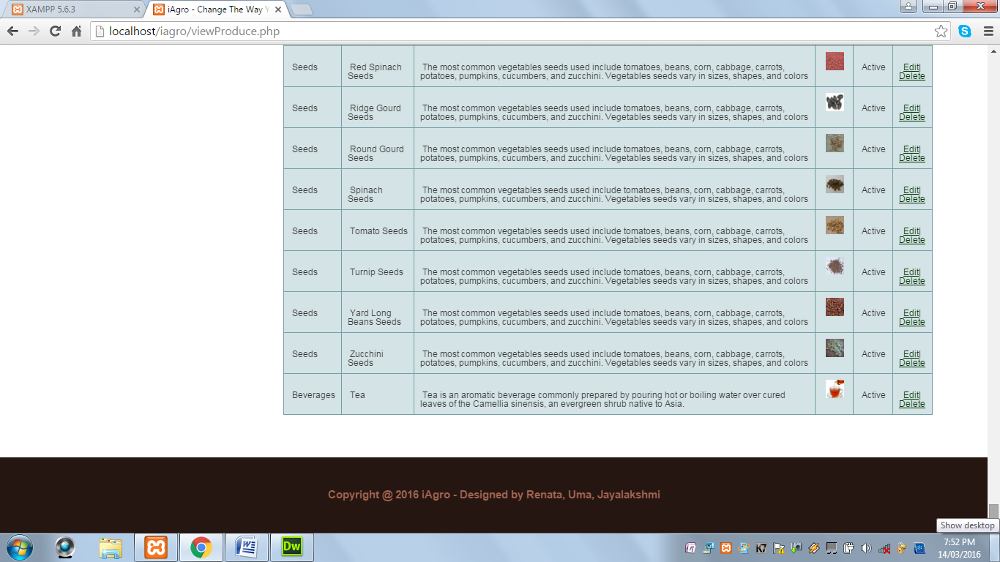 XAMPP 5.6.3
iAgro - Change The Way Y
localhost/iagro/viewProduce.php
Seeds
Red Spinach
Seeds
The most common vegetables seeds used include tomatoes, beans, corn, cabbage, carrots,
potatoes, pumpkins, cucumbers, and zucchini. Vegetables seeds vary in sizes, shapes, and colors
Active
Edit|
Delete
Seeds
Ridge Gourd
Seeds
The most common vegetables seeds used include tomatoes, beans, corn, cabbage, carrots,
potatoes, pumpkins, cucumbers, and zucchini. Vegetables seeds vary in sizes, shapes, and colors
Active
Edit|
Delete
Seeds
Round Gourd
Seeds
The most common vegetables seeds used include tomatoes, beans, corn, cabbage, carrots,
potatoes, pumpkins, cucumbers, and zucchini. Vegetables seeds vary in sizes, shapes, and colors
Active
Edit|
Delete
Seeds
Spinach
Seeds
The most common vegetables seeds used include tomatoes, beans, corn, cabbage, carrots,
potatoes, pumpkins, cucumbers, and zucchini. Vegetables seeds vary in sizes, shapes, and colors
Active
Edit|
Delete
Seeds
Tomato Seeds
The most common vegetables seeds used include tomatoes, beans, corn, cabbage, carrots,
potatoes, pumpkins, cucumbers, and zucchini. Vegetables seeds vary in sizes, shapes, and colors
Active
Edit|
Delete
Seeds
Turnip Seeds
The most common vegetables seeds used include tomatoes, beans, corn, cabbage, carrots,
potatoes, pumpkins, cucumbers, and zucchini. Vegetables seeds vary in sizes, shapes, and colors
Active
Edit|
Delete
Seeds
Yard Long
Beans Seeds
The most common vegetables seeds used include tomatoes, beans, corn, cabbage, carrots,
potatoes, pumpkins, cucumbers, and zucchini. Vegetables seeds vary in sizes, shapes, and colors
Active
Edit|
Delete
Seeds
Zucchini
Seeds
The most common vegetables seeds used include tomatoes, beans, corn, cabbage, carrots,
potatoes, pumpkins, cucumbers, and zucchini. Vegetables seeds vary in sizes, shapes, and colors
Active
Edit|
Delete
Beverages
Tea
Tea is an aromatic beverage commonly prepared by pouring hot or boiling water over cured
leaves of the Camellia sinensis, an evergreen shrub native to Asia.
Active
Edit|
Delete
Copyright @ 2016 iAgro - Designed by Renata, Uma, Jayalakshmi
Show desktop
Dw
K7
7:52 PM
14/03/2016